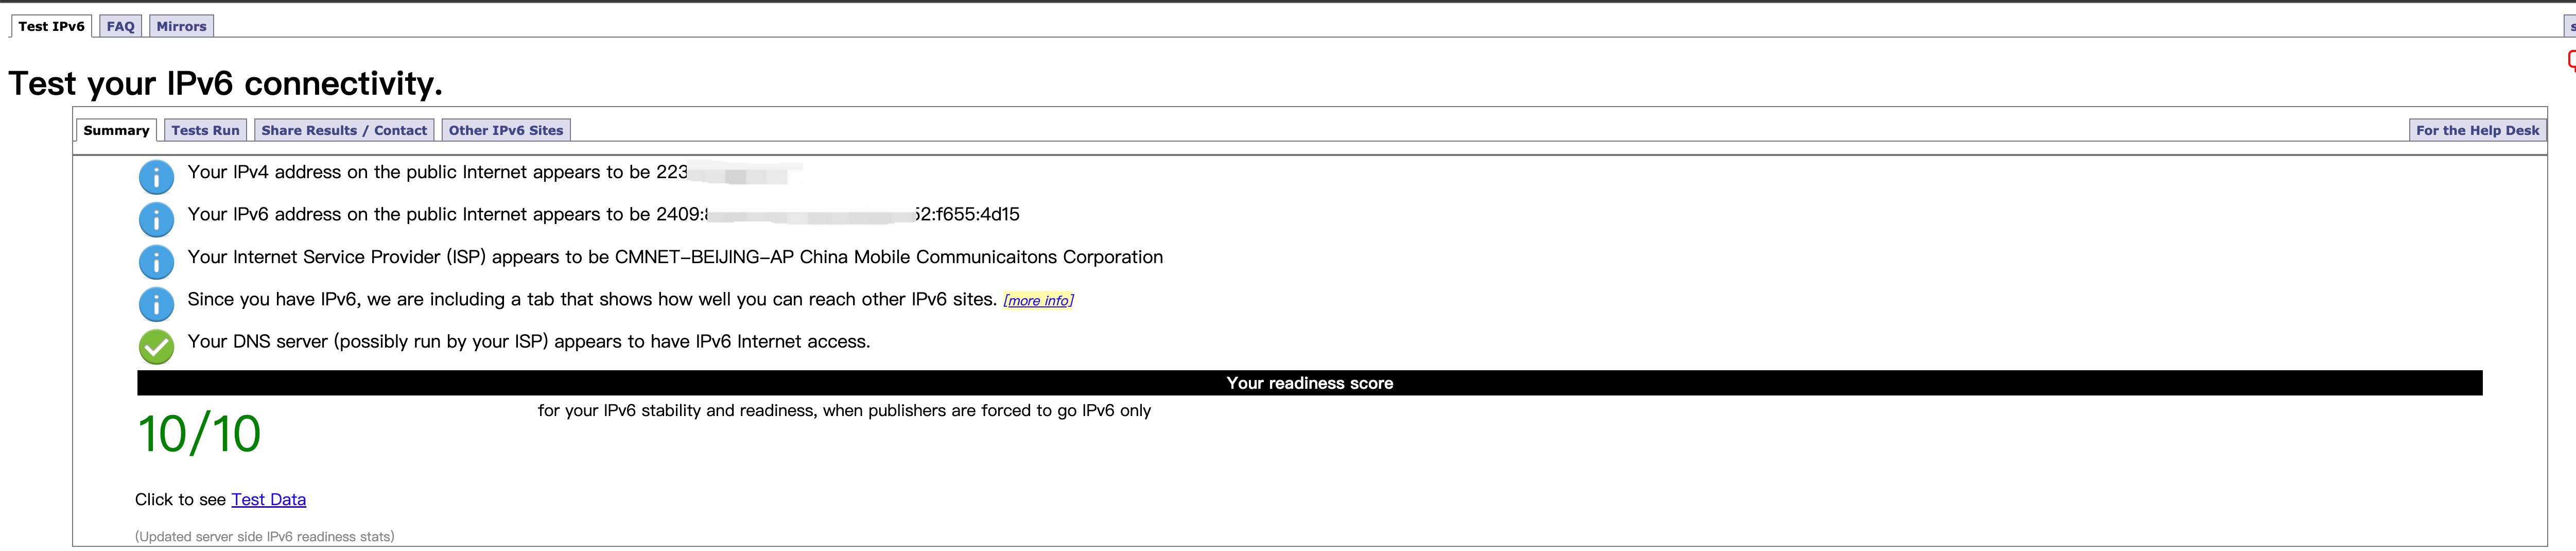 Test IPv6 FAQ Mirrors
Test your IPv6 connectivity.
Summary Tests Run Share Results / Contact Other IPv6 Sites For the Help Desk
Your IPv4 address on the public Internet appears to be 223
Your IPv6 address on the public Internet appears to be 2409: 52:f655:4d15
Your Internet Service Provider (ISP) appears to be CMNET-BEIJING-AP China Mobile Communicaitons Corporation
Since you have IPv6, we are including a tab that shows how well you can reach other IPv6 sites. [more info]
Your DNS server (possibly run by your ISP) appears to have IPv6 Internet access.
Your readiness score
10/10 for your IPv6 stability and readiness, when publishers are forced to go IPv6 only
Click to see Test Data
(Updated server side IPv6 readiness stats)